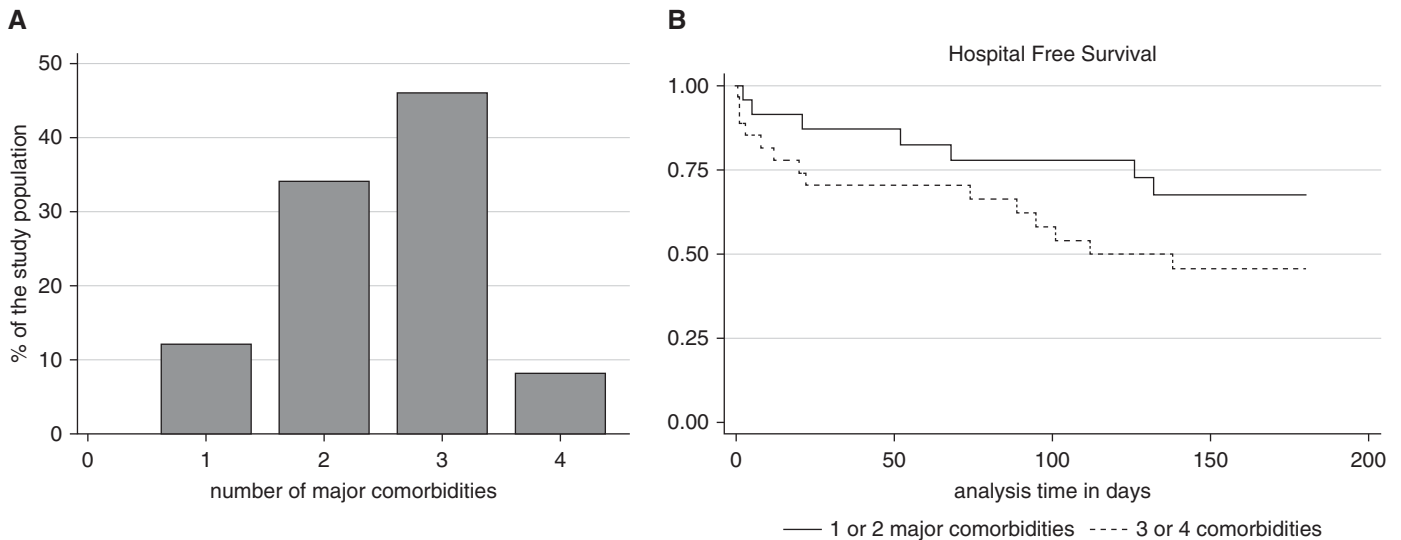 A
% of the study population
50
40
30
20
10
0
0 1 2 3 4
number of major comorbidities
B
Hospital Free Survival
1.00
0.75
0.50
0.25
0.00
0 50 100 150 200
analysis time in days
1 or 2 major comorbidities 3 or 4 comorbidities